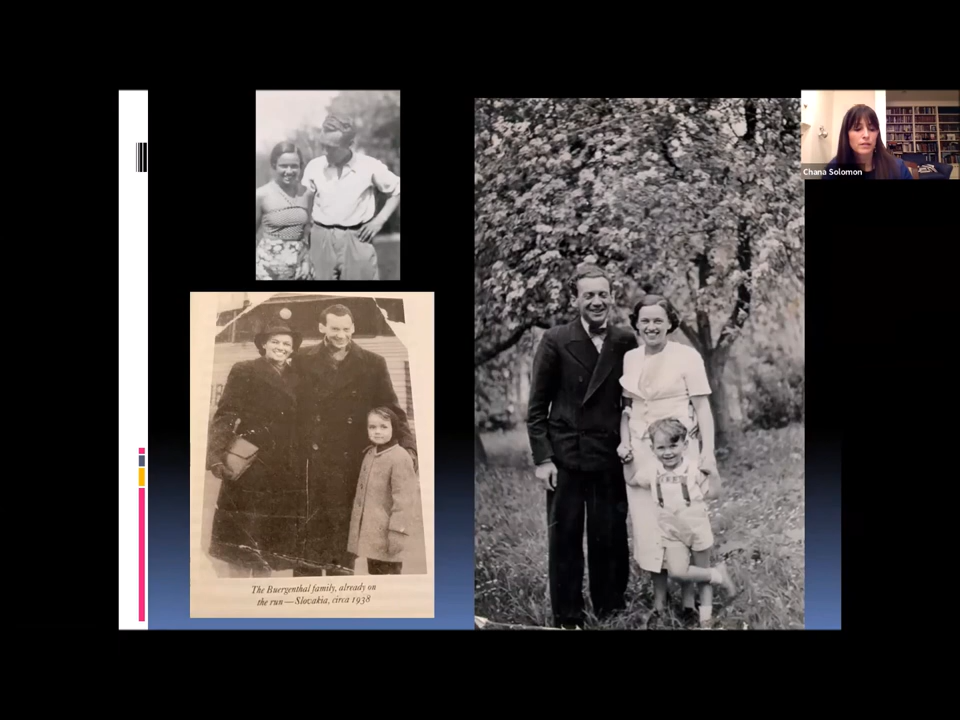 Chana Solomon
The Buergenthal family, already on
the run — Slovakia, circa 1938